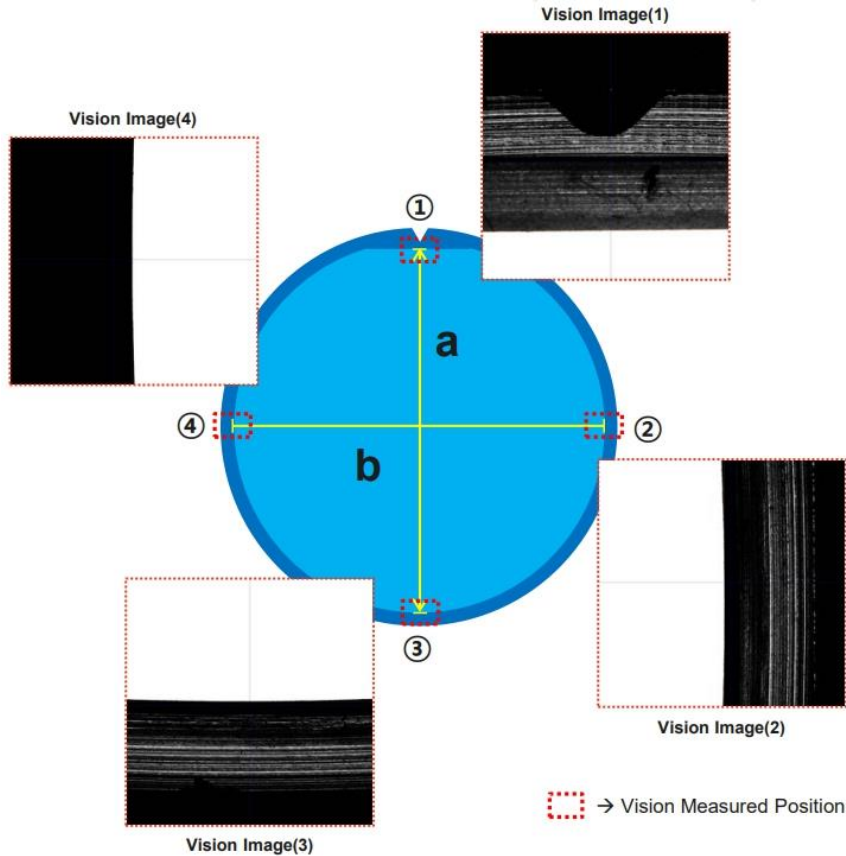 Vision Image(1)
Vision Image(4)
①
a
④
②
b
③
Vision Image(2)
Vision Image(3)
→ Vision Measured Position